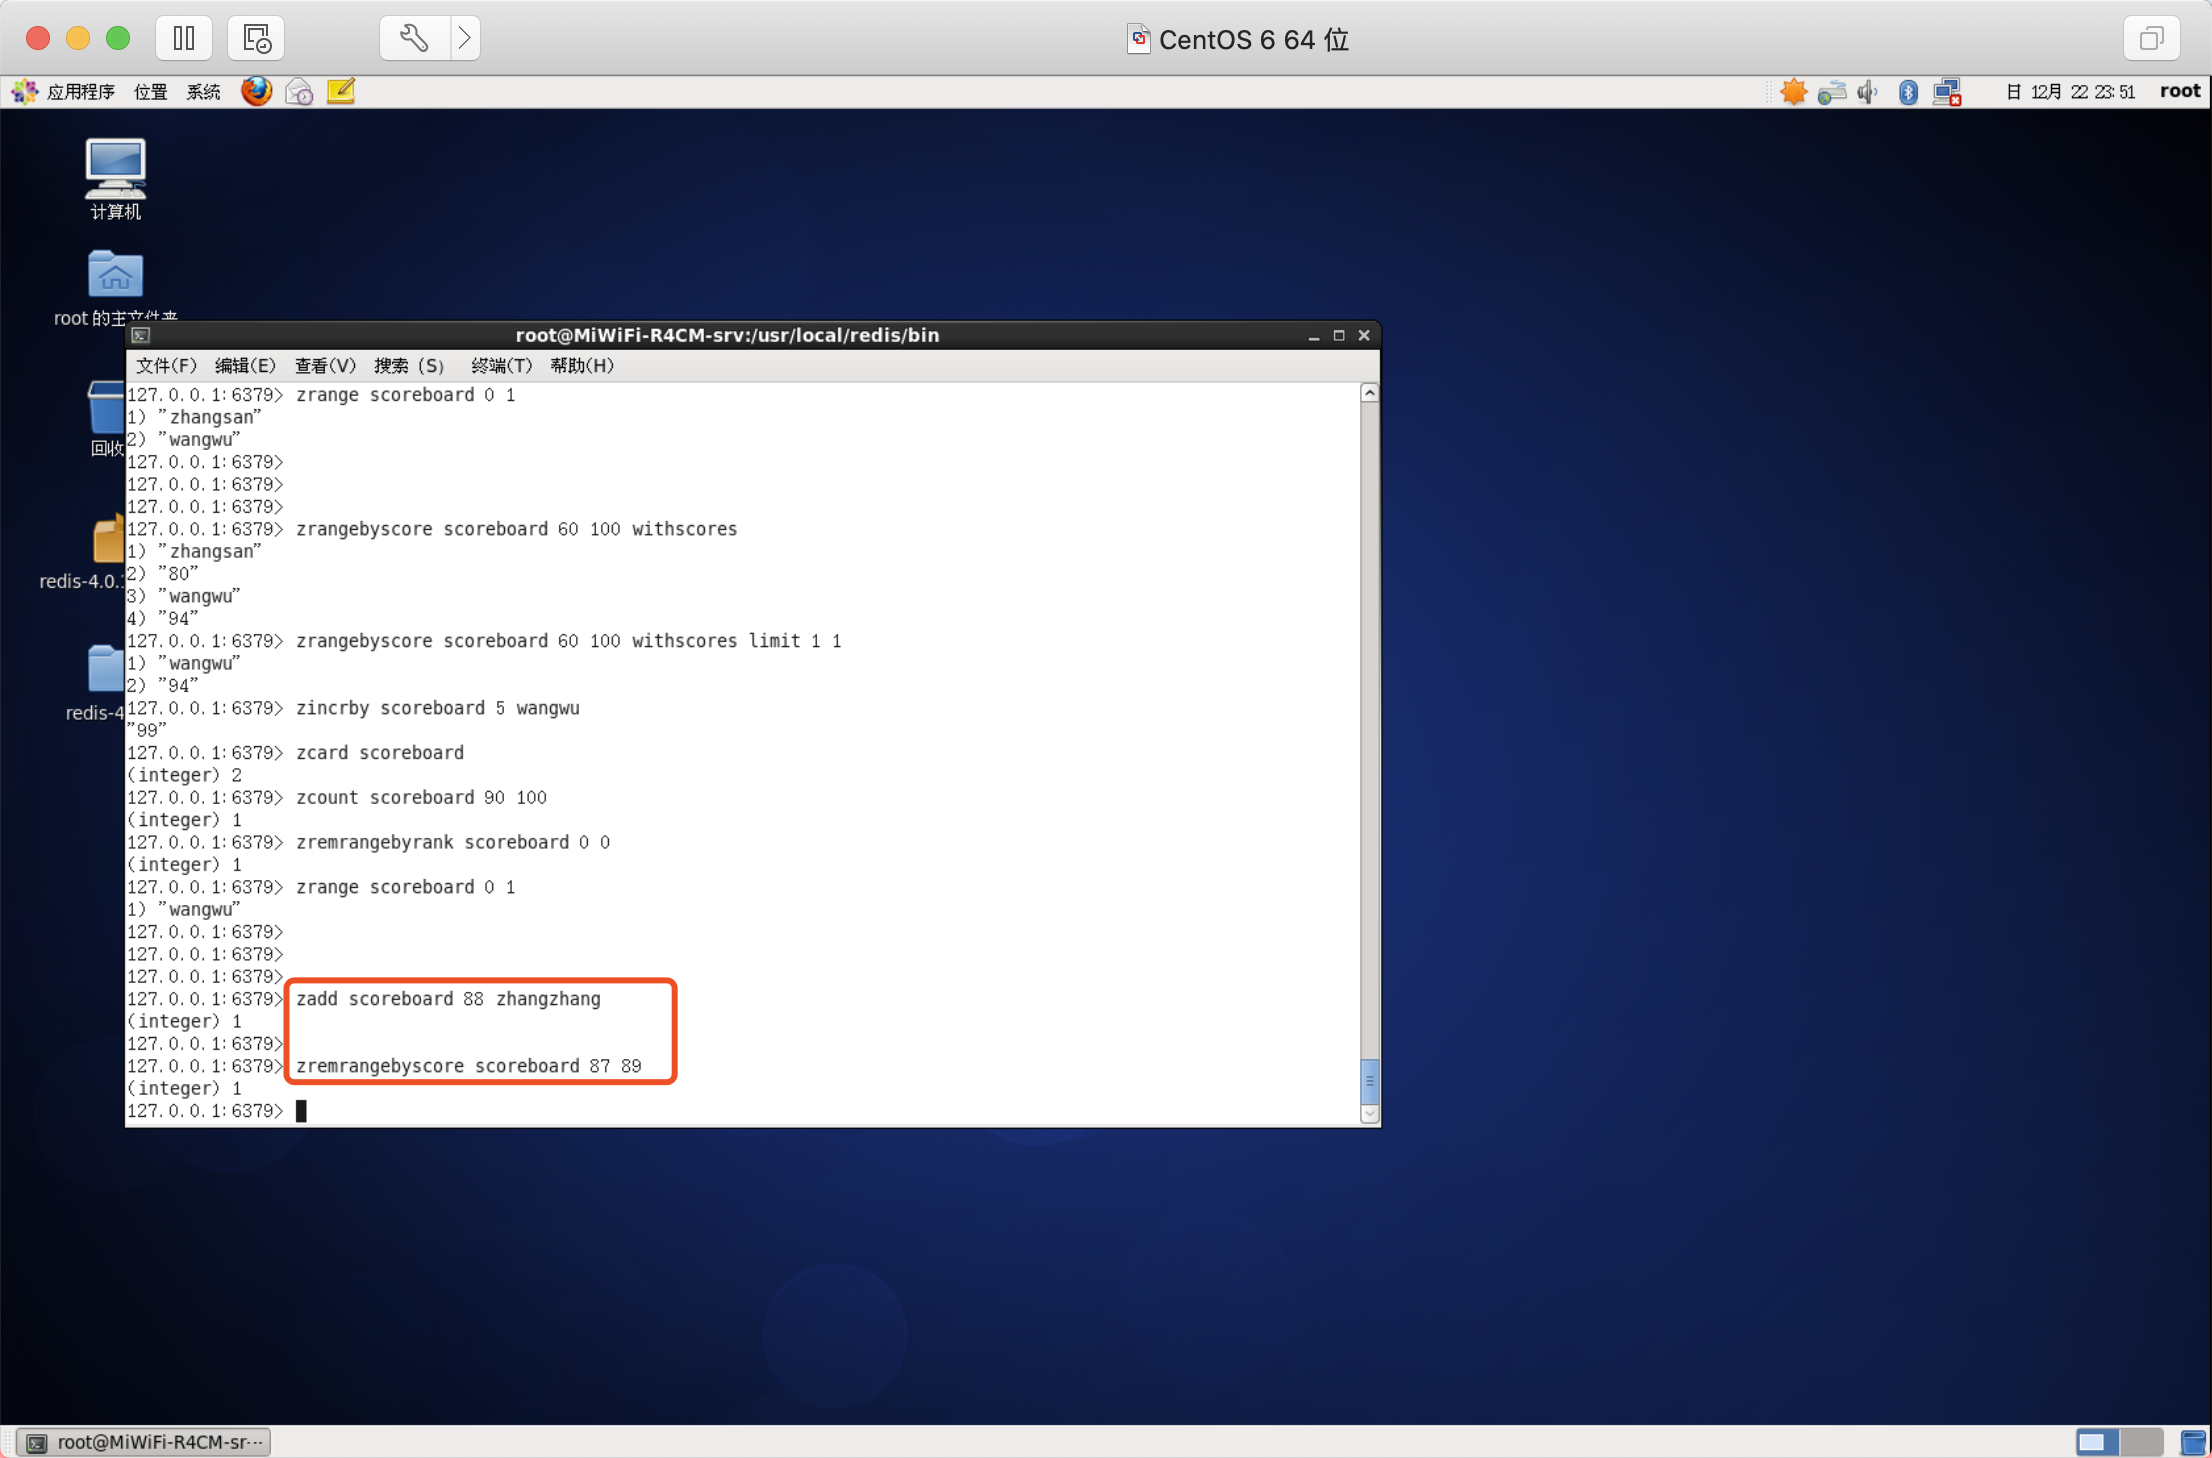 CentOS 6 64 位
应用程序 位置 系统
日 12月 22 23:51 root
计算机
root 的主文件夹
回收
redis-4.0.
redis-4
root@MiWiFi-R4CM-srv:/usr/local/redis/bin
文件(F) 编辑(E) 查看(V) 搜索 (S) 终端(T) 帮助(H)
127.0.0.1:6379> zrange scoreboard 0 1
1) "zhangsan"
2) "wangwu"
127.0.0.1:6379>
127.0.0.1:6379>
127.0.0.1:6379>
127.0.0.1:6379> zrangebyscore scoreboard 60 100 withscores
1) "zhangsan"
2) "80"
3) "wangwu"
4) "94"
127.0.0.1:6379> zrangebyscore scoreboard 60 100 withscores limit 1 1
1) "wangwu"
2) "94"
127.0.0.1:6379> zincrby scoreboard 5 wangwu
"99"
127.0.0.1:6379> zcard scoreboard
(integer) 2
127.0.0.1:6379> zcount scoreboard 90 100
(integer) 1
127.0.0.1:6379> zremrangebyrank scoreboard 0 0
(integer) 1
127.0.0.1:6379> zrange scoreboard 0 1
1) "wangwu"
127.0.0.1:6379>
127.0.0.1:6379>
127.0.0.1:6379>
127.0.0.1:6379> zadd scoreboard 88 zhangzhang
(integer) 1
127.0.0.1:6379>
127.0.0.1:6379> zremrangebyscore scoreboard 87 89
(integer) 1
127.0.0.1:6379>
root@MiWiFi-R4CM-sr···